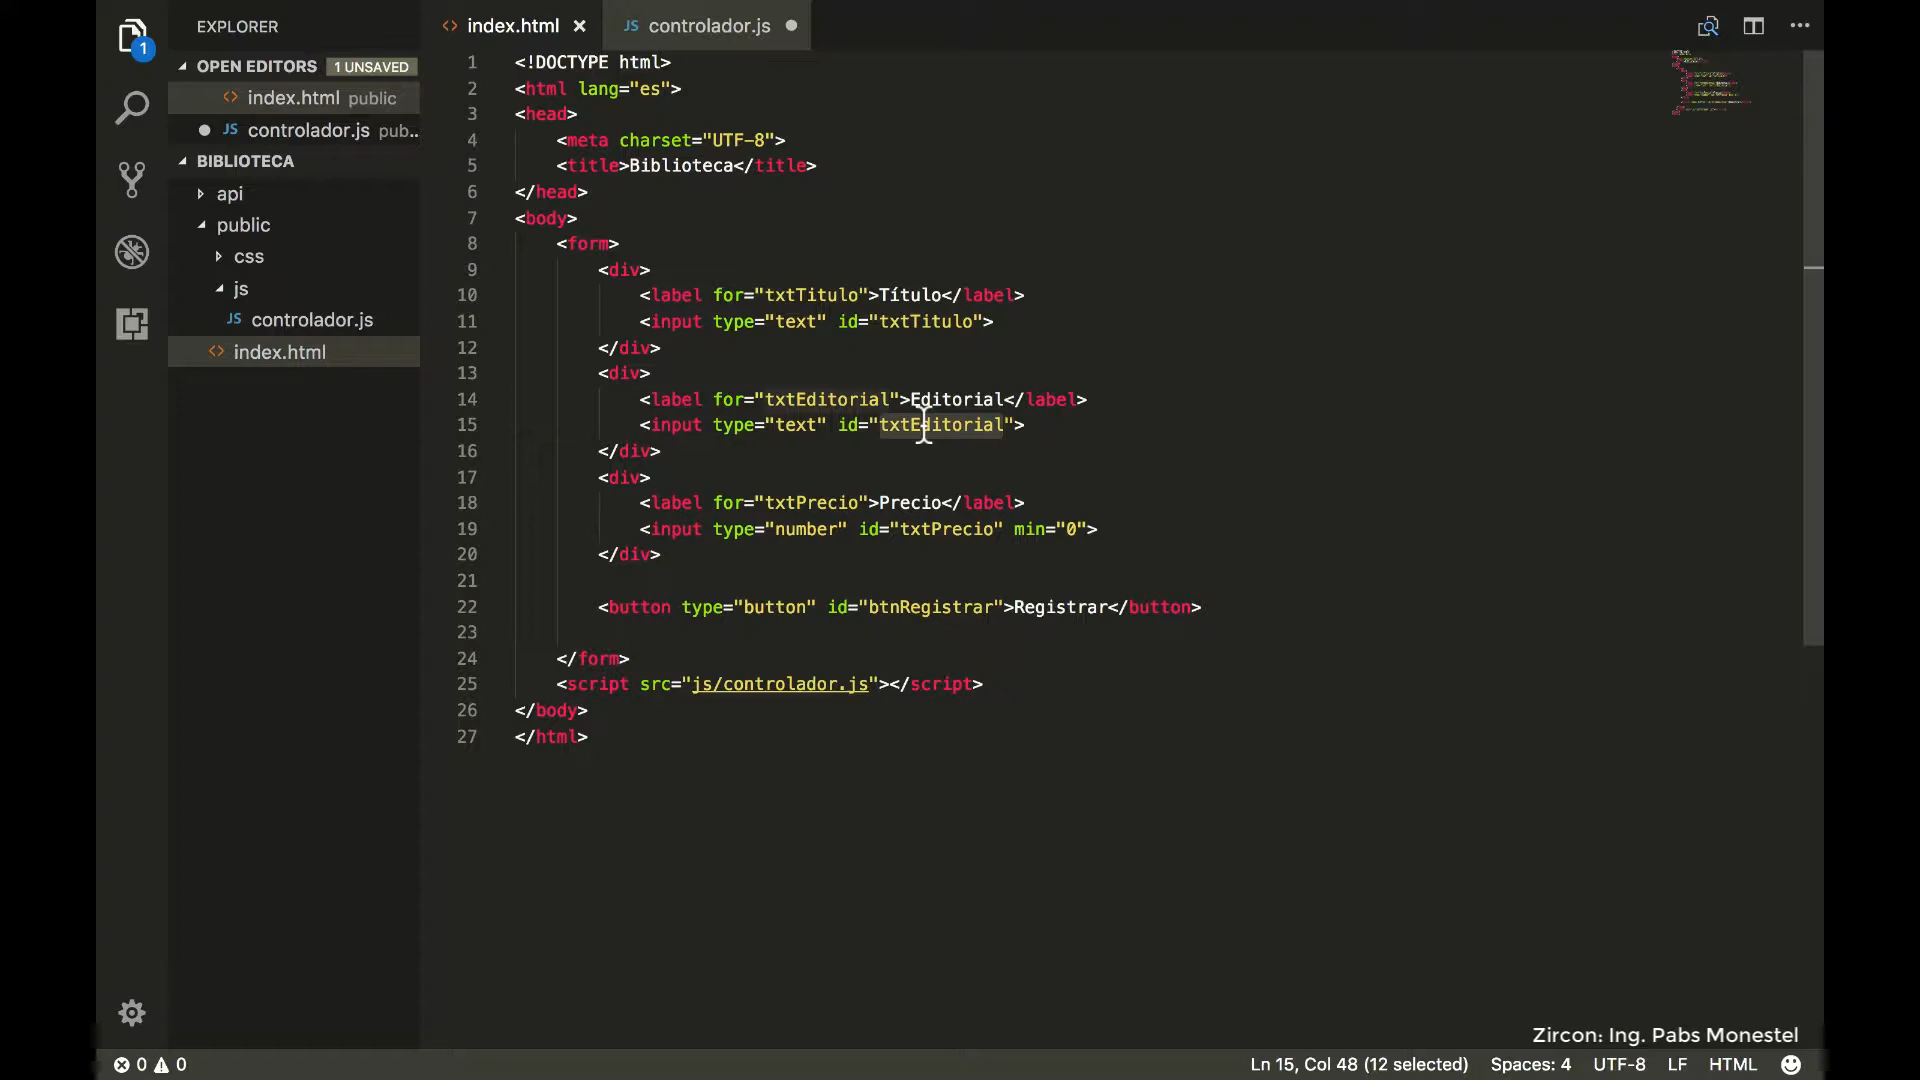 EXPLORER
OPEN EDITORS 1 UNSAVED
index.html public
JS controlador.js pub...
BIBLIOTECA
api
public
css
js
JS controlador.js
<> index.html
1
<> index.html ×
JS controlador.js
1 <!DOCTYPE html>
2 <html lang="es">
3 <head>
4 <meta charset="UTF-8">
5 <title>Biblioteca</title>
6 </head>
7 <body>
8 <form>
9 <div>
10 <label for="txtTitulo">Título</label>
11 <input type="text" id="txtTitulo">
12 </div>
13 <div>
14 <label for="txtEditorial">Editorial</label>
15 <input type="text" id="txtEditorial">
16 </div>
17 <div>
18 <label for="txtPrecio">Precio</label>
19 <input type="number" id="txtPrecio" min="0">
20 </div>
21
22 <button type="button" id="btnRegistrar">Registrar</button>
23
24 </form>
25 <script src="js/controlador.js"></script>
26 </body>
27 </html>
Zircon: Ing. Pabs Monestel
0 0
Ln 15, Col 48 (12 selected) Spaces: 4 UTF-8 LF HTML